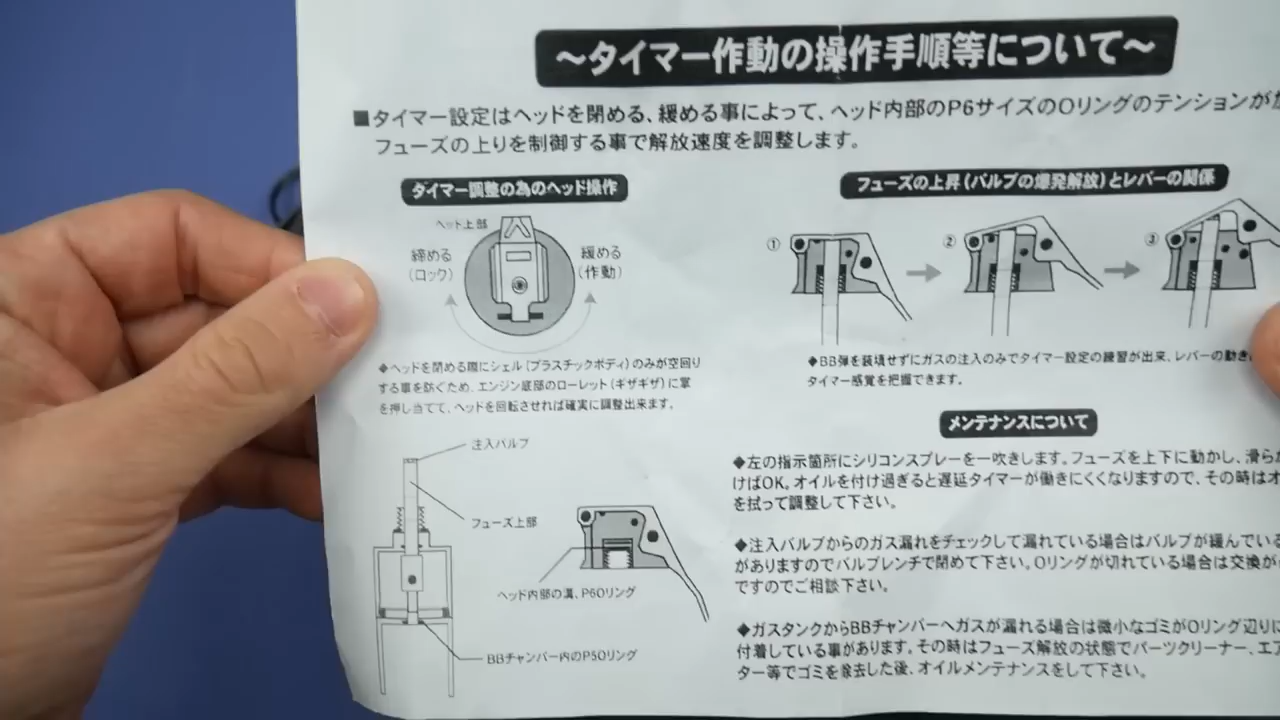 ～タイマー作動の操作手順等について～
■タイマー設定はヘッドを閉める、緩める事によって、ヘッド内部のP6サイズのOリングのテンションが
フューズの上りを制御する事で解放速度を調整します。
タイマー調整の為のヘッド操作
ヘッド上部
締める
(ロック)
緩める
(作動)
◆ヘッドを閉める際にシェル(プラスチックボディ)のみが空回り
する事を防ぐため、エンジン底部のローレット(ギザギザ)に掌
を押し当てて、ヘッドを回転させれば確実に調整出来ます。
注入バルブ
フューズ上部
ヘッド内部の溝、P6Oリング
BBチャンバー内のP5Oリング
フューズの上昇(バルブの爆発解放)とレバーの関係
①
②
③
◆BB弾を装填せずにガスの注入のみでタイマー設定の練習が出来、レバーの動き
タイマー感覚を把握できます。
メンテナンスについて
◆左の指示箇所にシリコンスプレーを一吹きします。フューズを上下に動かし、滑ら
けばOK。オイルを付け過ぎると遅延タイマーが働きにくくなりますので、その時はオ
を拭って調整して下さい。
◆注入バルブからのガス漏れをチェックして漏れている場合はバルブが緩んでいる
がありますのでバルブレンチで閉めて下さい。Oリングが切れている場合は交換が
ですのでご相談下さい。
◆ガスタンクからBBチャンバーへガスが漏れる場合は微小なゴミがOリング辺りに
付着している事があります。その時はフューズ解放の状態でパーツクリーナー、エア
ター等でゴミを除去した後、オイルメンテナンスをして下さい。